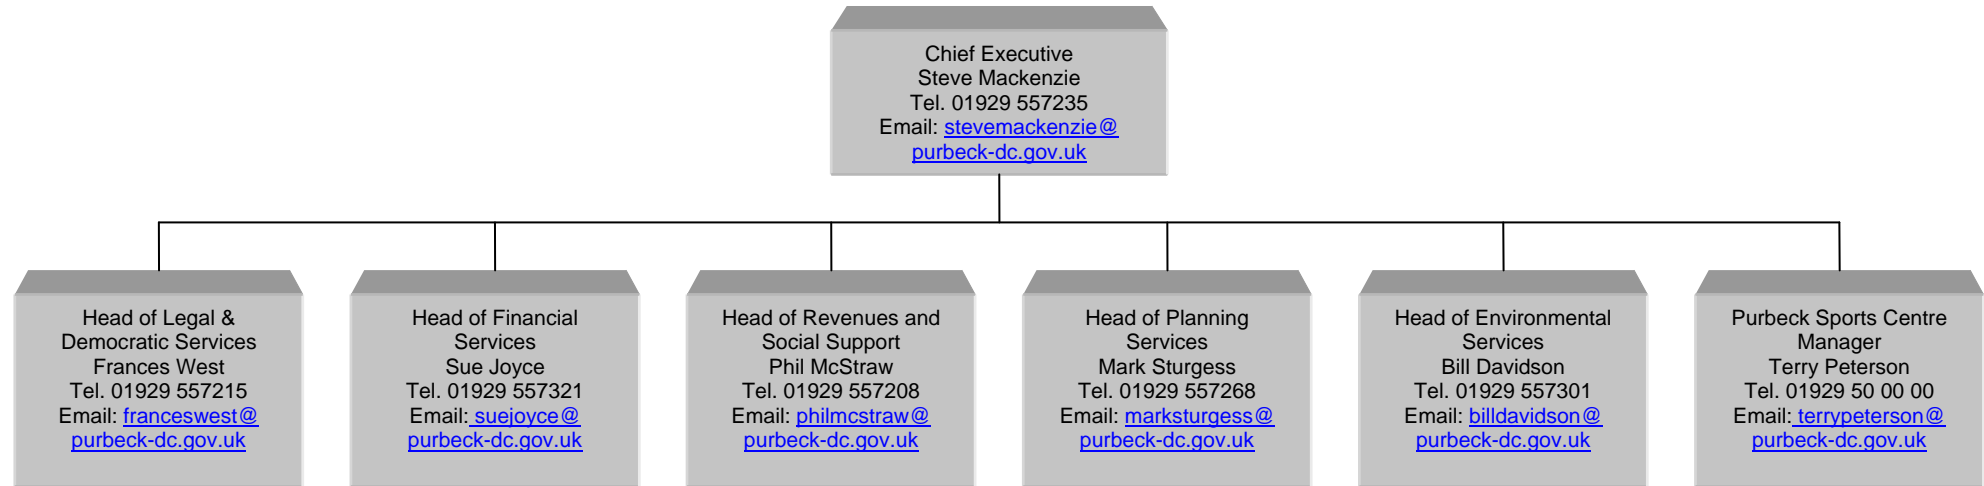 Chief Executive
Steve Mackenzie
Tel. 01929 557235
Email: stevemackenzie@
purbeck-dc.gov.uk
Head of Legal &
Democratic Services
Frances West
Tel. 01929 557215
Email: franceswest@
purbeck-dc.gov.uk
Head of Financial
Services
Sue Joyce
Tel. 01929 557321
Email: suejoyce@
purbeck-dc.gov.uk
Head of Revenues and
Social Support
Phil McStraw
Tel. 01929 557208
Email: philmcstraw@
purbeck-dc.gov.uk
Head of Planning
Services
Mark Sturgess
Tel. 01929 557268
Email: marksturgess@
purbeck-dc.gov.uk
Head of Environmental
Services
Bill Davidson
Tel. 01929 557301
Email: billdavidson@
purbeck-dc.gov.uk
Purbeck Sports Centre
Manager
Terry Peterson
Tel. 01929 50 00 00
Email: terrypeterson@
purbeck-dc.gov.uk